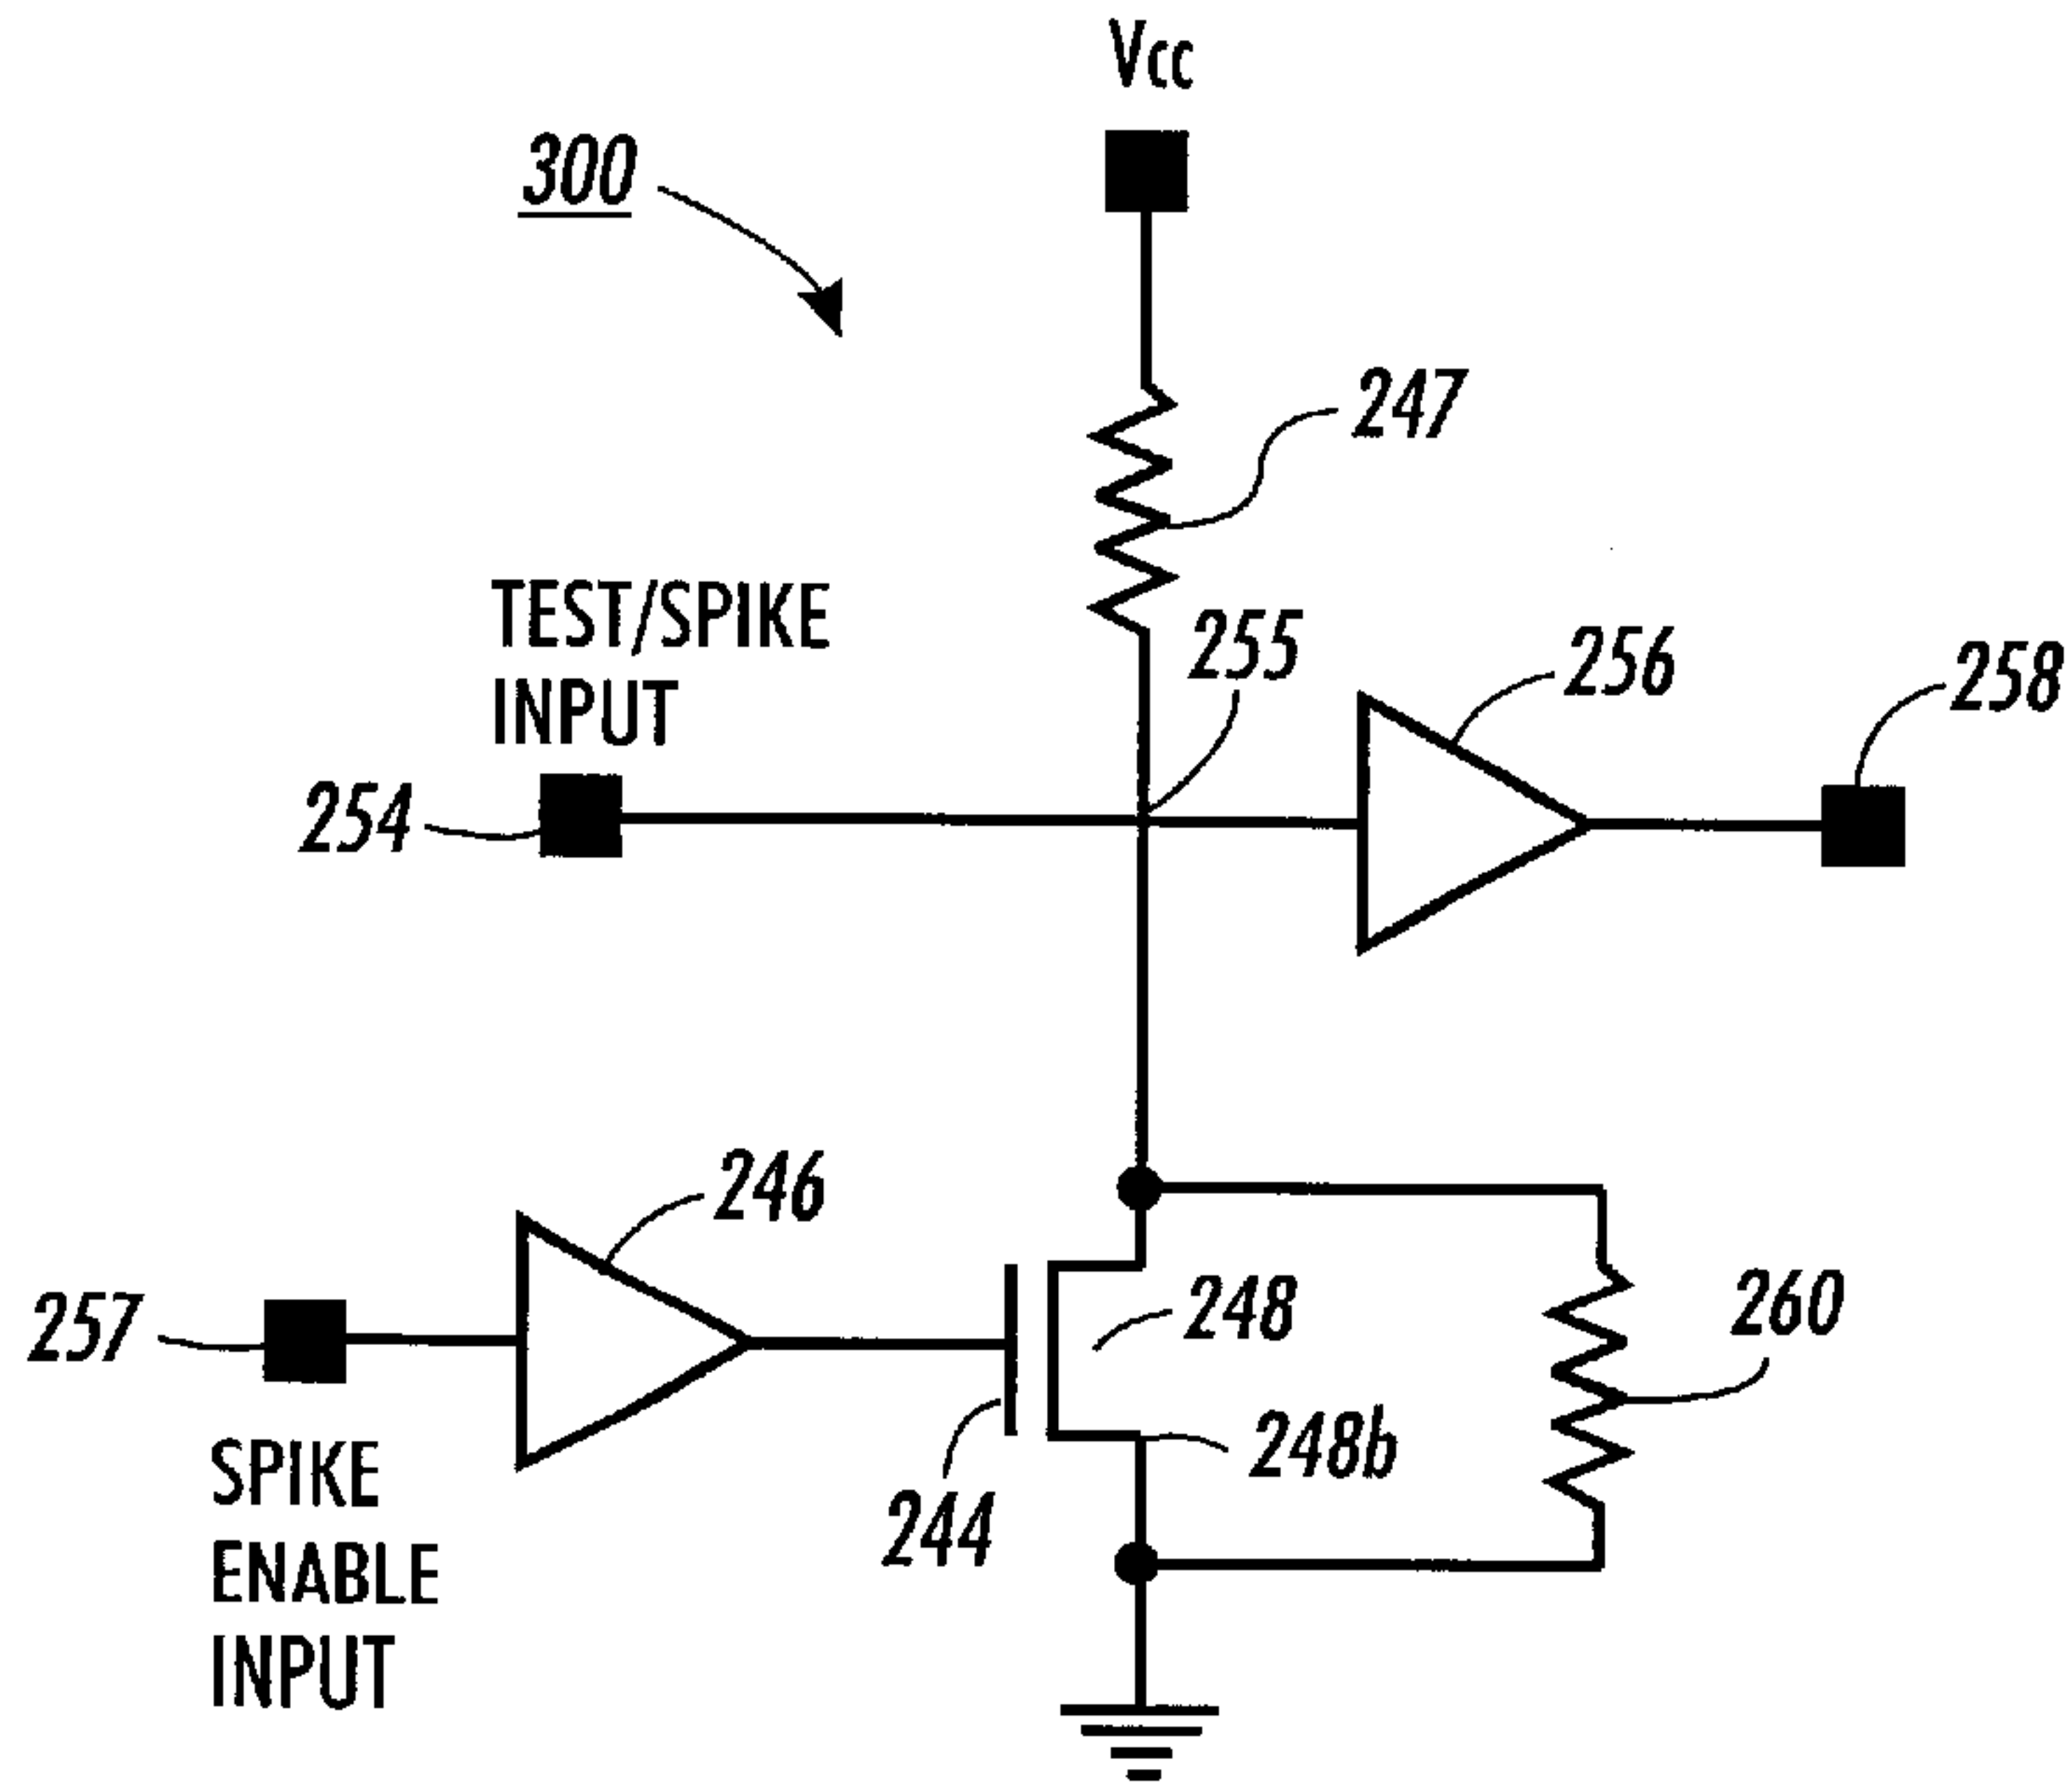 Vcc
300
247
TEST/SPIKE
INPUT
255
256
258
254
246
257
248
260
248b
244
SPIKE
ENABLE
INPUT